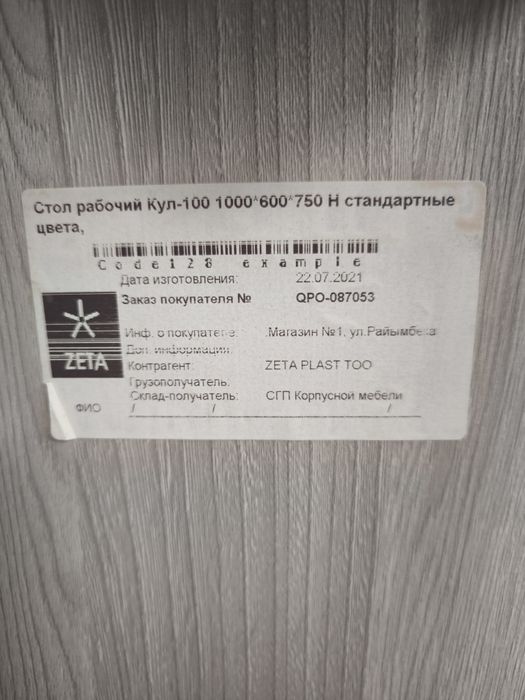 Стол рабочий Кул-100 1000*600*750 Н стандартные
цвета,
Code128 example
Дата изготовления: 22.07.2021
Заказ покупателя № QPO-087053
ZETA
Инф. о покупателе: Магазин №1, ул.Райымбека
Доп. информация:
Контрагент: ZETA PLAST ТОО
Грузополучатель:
Склад-получатель: СГП Корпусной мебели
ФИО / / /